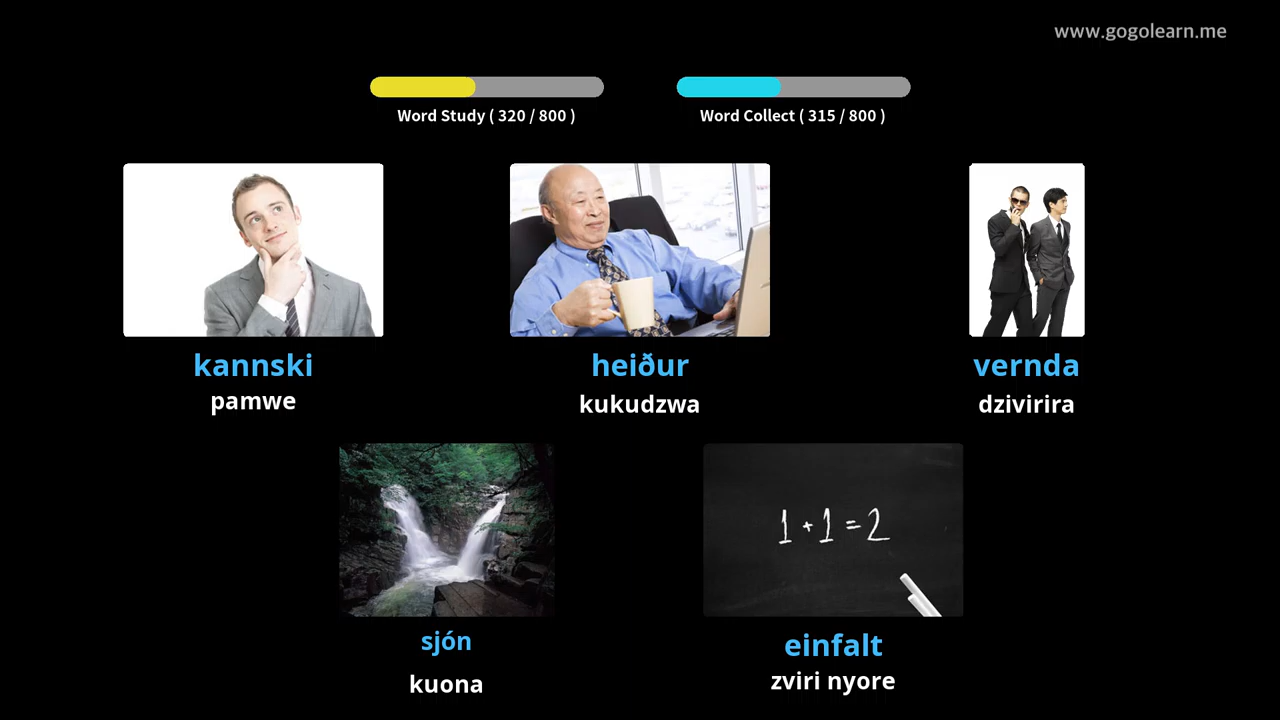 www.gogolearn.me
Word Study ( 320 / 800 )
Word Collect ( 315 / 800 )
kannski
pamwe
heiður
kukudzwa
vernda
dzivirira
sjón
kuona
1 + 1 = 2
einfalt
zviri nyore